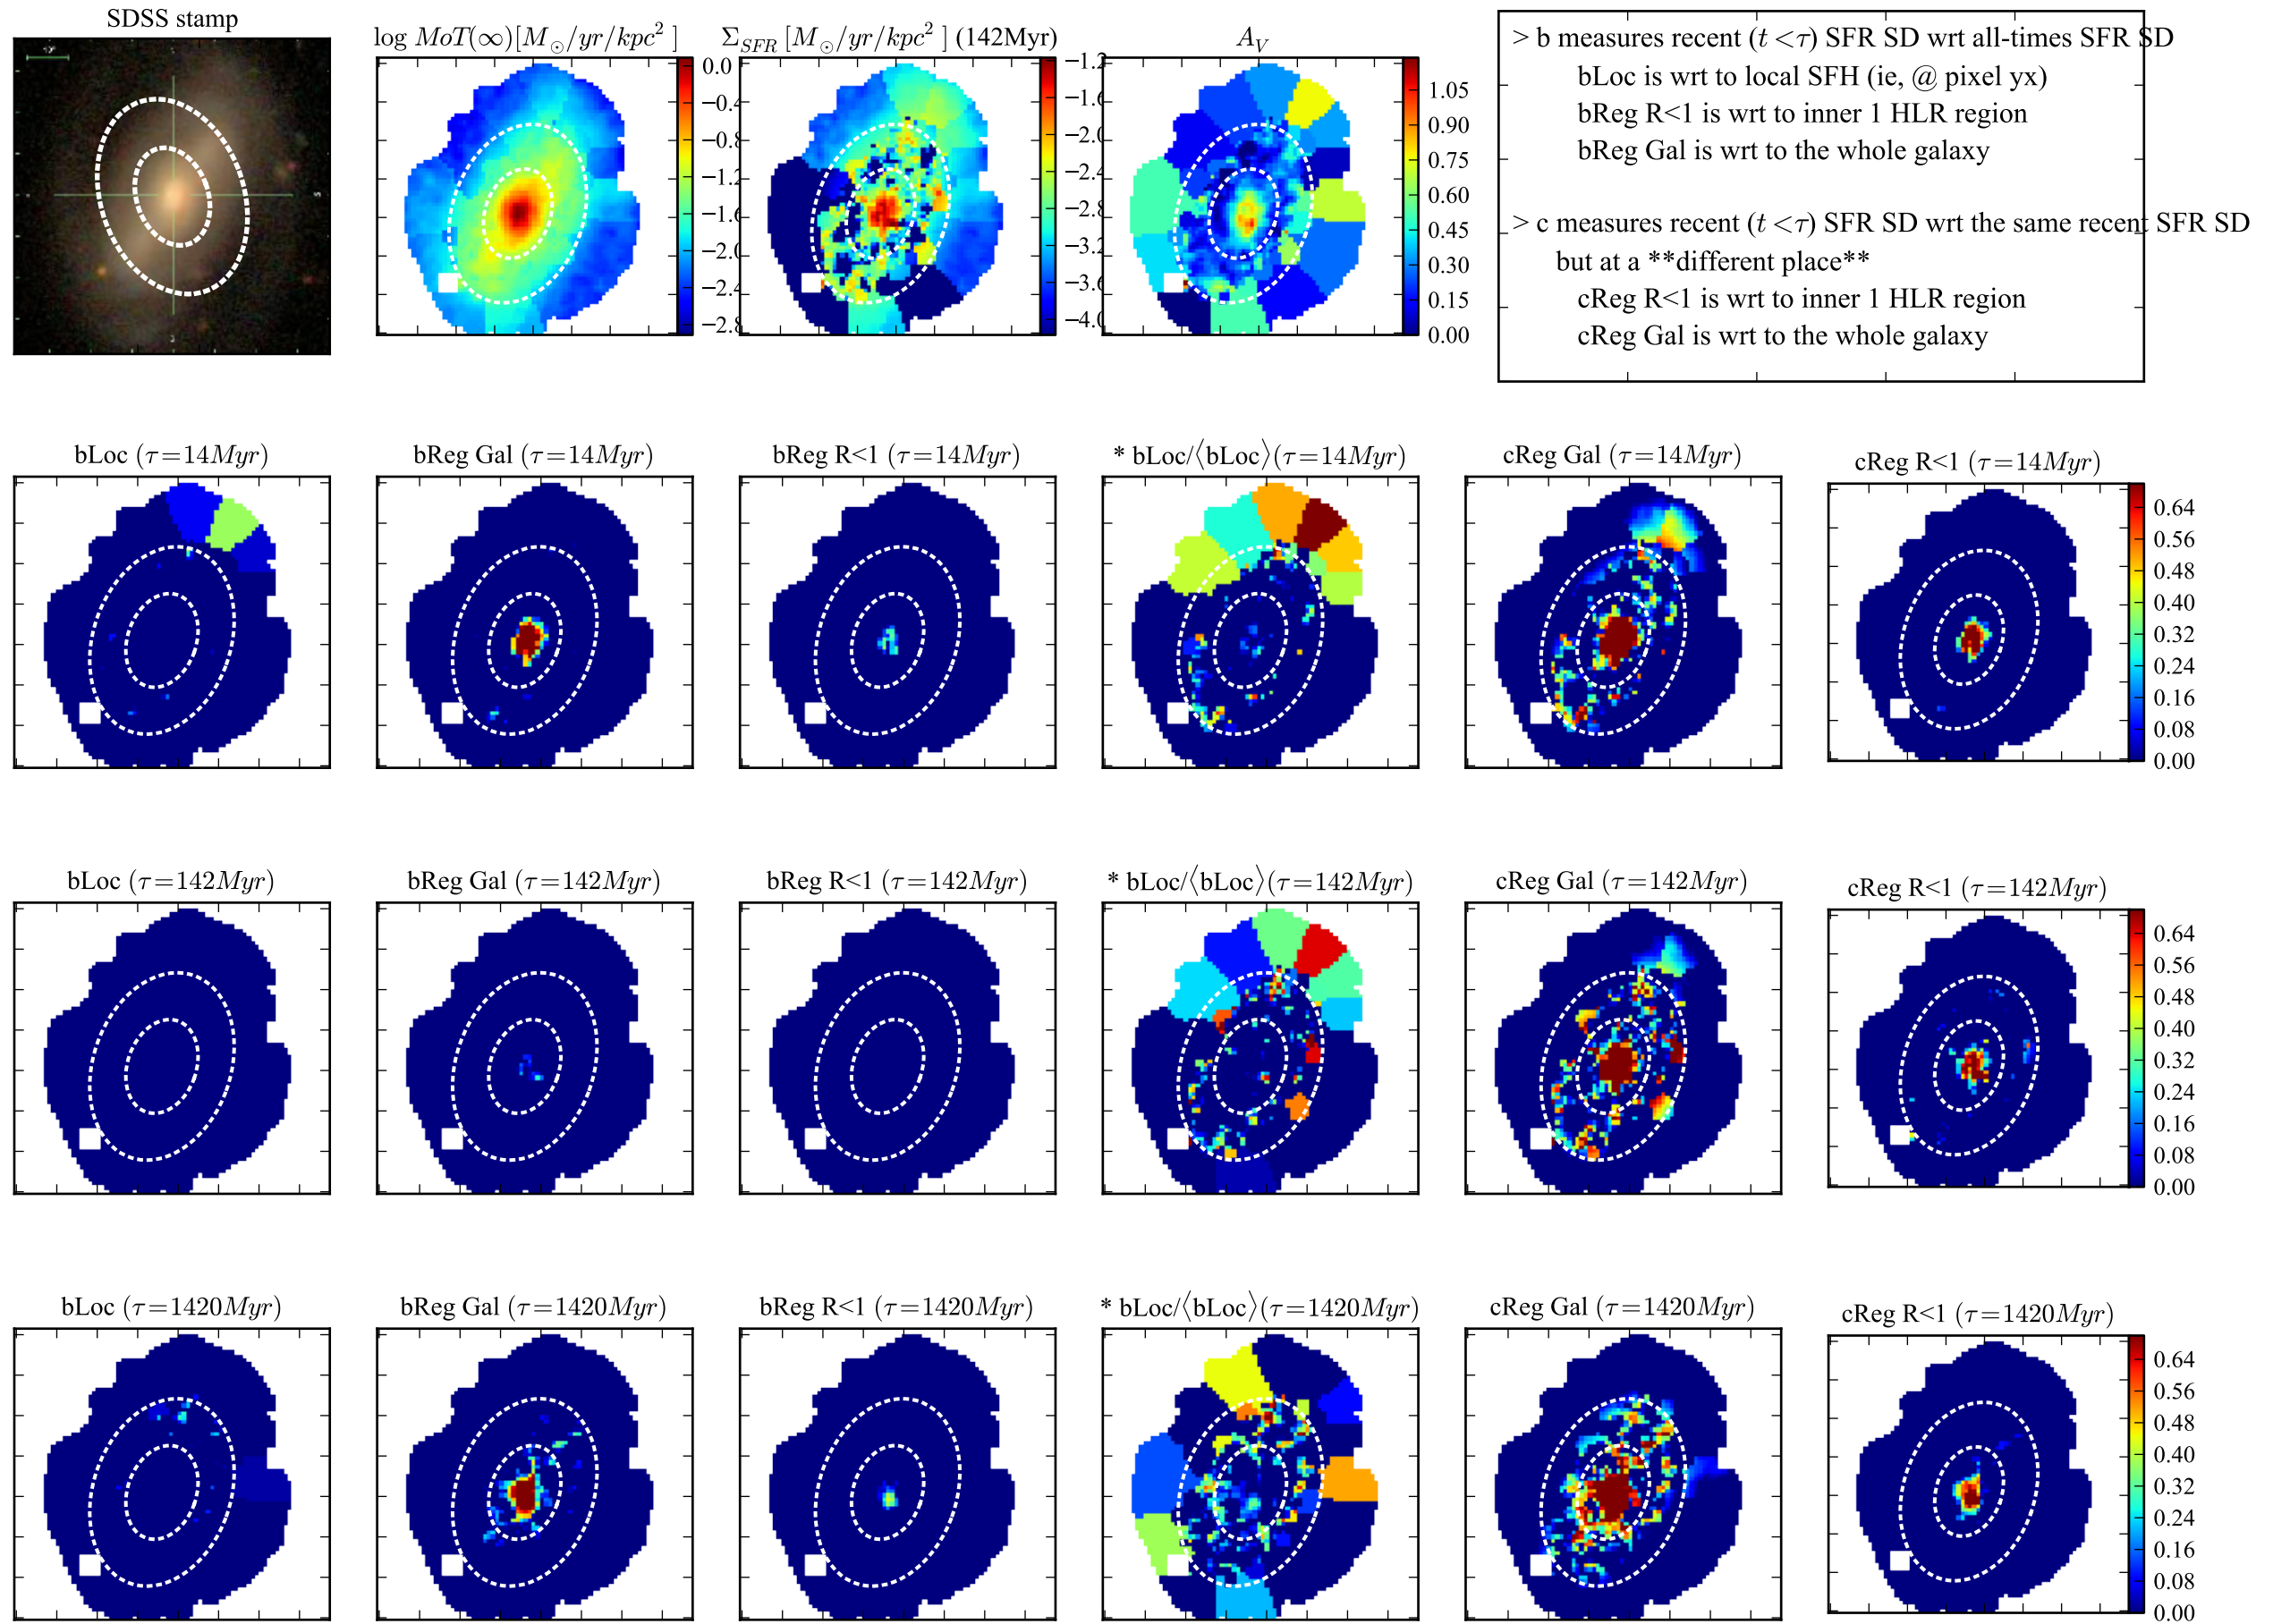 SDSS stamp
log MoT(∞)[M⊙/yr/kpc² ]
Σ_SFR [M⊙/yr/kpc² ] (142Myr)
A_V
0.0
−0.4
−0.8
−1.2
−1.6
−2.0
−2.4
−2.8
−1.2
−1.6
−2.0
−2.4
−2.8
−3.2
−3.6
−4.0
1.05
0.90
0.75
0.60
0.45
0.30
0.15
0.00
> b measures recent (t <τ) SFR SD wrt all-times SFR SD
bLoc is wrt to local SFH (ie, @ pixel yx)
bReg R<1 is wrt to inner 1 HLR region
bReg Gal is wrt to the whole galaxy
> c measures recent (t <τ) SFR SD wrt the same recent SFR SD
but at a **different place**
cReg R<1 is wrt to inner 1 HLR region
cReg Gal is wrt to the whole galaxy
bLoc (τ=14Myr)
bReg Gal (τ=14Myr)
bReg R<1 (τ=14Myr)
* bLoc/⟨bLoc⟩(τ=14Myr)
cReg Gal (τ=14Myr)
cReg R<1 (τ=14Myr)
0.64
0.56
0.48
0.40
0.32
0.24
0.16
0.08
0.00
bLoc (τ=142Myr)
bReg Gal (τ=142Myr)
bReg R<1 (τ=142Myr)
* bLoc/⟨bLoc⟩(τ=142Myr)
cReg Gal (τ=142Myr)
cReg R<1 (τ=142Myr)
0.64
0.56
0.48
0.40
0.32
0.24
0.16
0.08
0.00
bLoc (τ=1420Myr)
bReg Gal (τ=1420Myr)
bReg R<1 (τ=1420Myr)
* bLoc/⟨bLoc⟩(τ=1420Myr)
cReg Gal (τ=1420Myr)
cReg R<1 (τ=1420Myr)
0.64
0.56
0.48
0.40
0.32
0.24
0.16
0.08
0.00